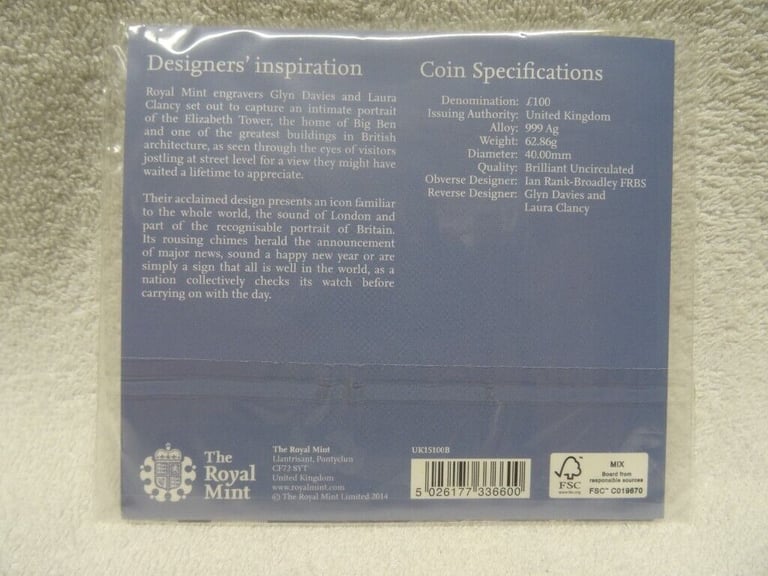 Designers' inspiration
Royal Mint engravers Glyn Davies and Laura
Clancy set out to capture an intimate portrait
of the Elizabeth Tower, the home of Big Ben
and one of the greatest buildings in British
architecture, as seen through the eyes of visitors
jostling at street level for a view they might have
waited a lifetime to appreciate.
Their acclaimed design presents an icon familiar
to the whole world, the sound of London and
part of the recognisable portrait of Britain.
Its rousing chimes herald the announcement
of major news, sound a happy new year or are
simply a sign that all is well in the world, as a
nation collectively checks its watch before
carrying on with the day.
Coin Specifications
Denomination: £100
Issuing Authority: United Kingdom
Alloy: 999 Ag
Weight: 62.86g
Diameter: 40.00mm
Quality: Brilliant Uncirculated
Obverse Designer: Ian Rank-Broadley FRBS
Reverse Designer: Glyn Davies and
Laura Clancy
The
Royal
Mint
The Royal Mint
Llantrisant, Pontyclun
CF72 8YT
United Kingdom
www.royalmint.com
© The Royal Mint Limited 2014
UK15100B
5 026177 336600
FSC
www.fsc.org
MIX
Board from
responsible sources
FSC™ C019870